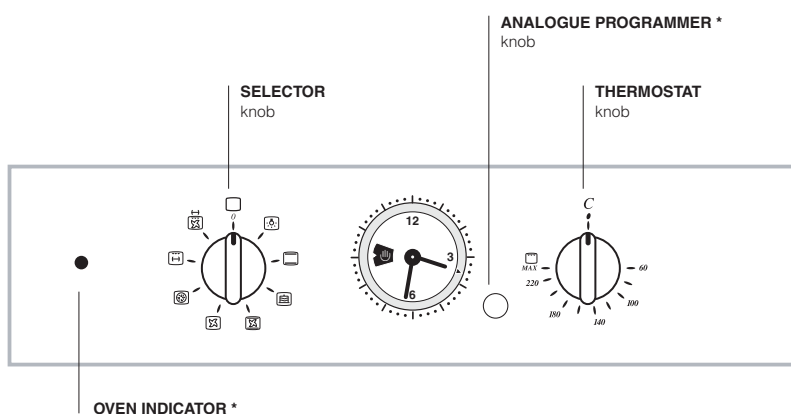 ANALOGUE PROGRAMMER *
knob
SELECTOR
knob
THERMOSTAT
knob
0
12
3
6
C
MAX
220
180
140
100
60
OVEN INDICATOR *